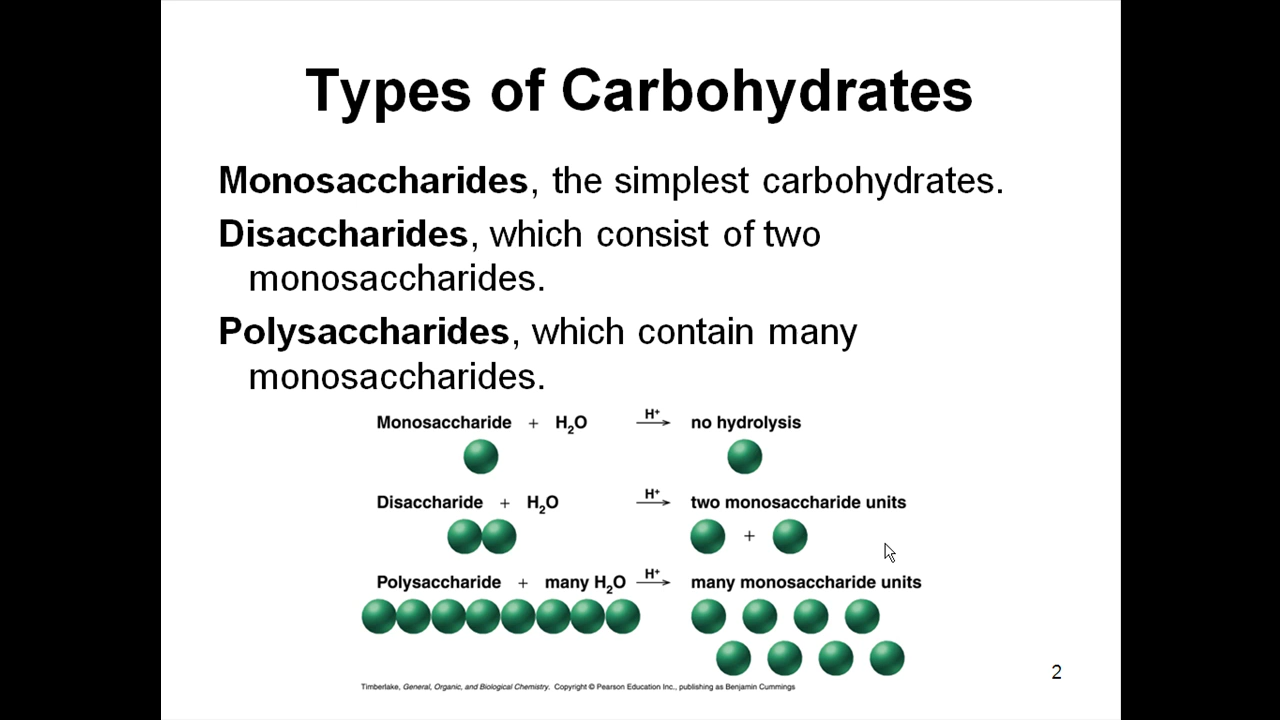 Types of Carbohydrates
Monosaccharides, the simplest carbohydrates.
Disaccharides, which consist of two
monosaccharides.
Polysaccharides, which contain many
monosaccharides.
Monosaccharide + H₂O H⁺ → no hydrolysis
Disaccharide + H₂O H⁺ → two monosaccharide units
+
Polysaccharide + many H₂O H⁺ → many monosaccharide units
Timberlake, General, Organic, and Biological Chemistry. Copyright © Pearson Education Inc., publishing as Benjamin Cummings
2